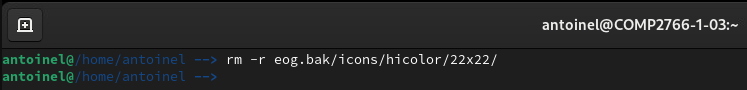 antoinel@COMP2766-1-03:~
antoinel@/home/antoinel --> rm -r eog.bak/icons/hicolor/22x22/
antoinel@/home/antoinel -->